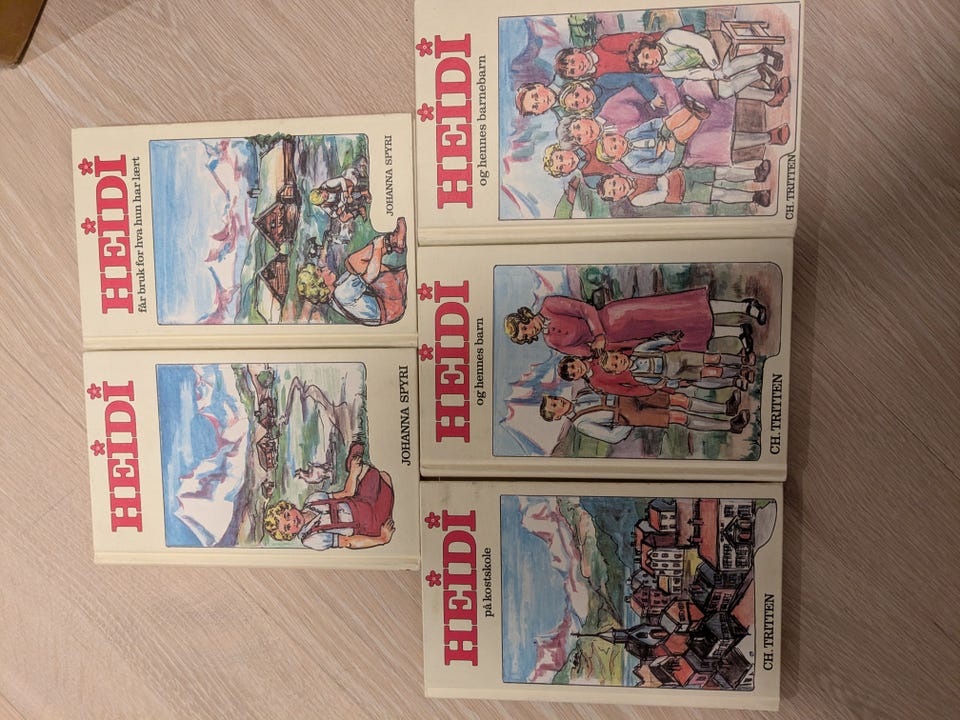 HEIDI
JOHANNA SPYRI
HEIDI
får bruk for hva hun har lært
JOHANNA SPYRI
HEIDI
på kostskole
CH. TRITTEN
HEIDI
og hennes barn
CH. TRITTEN
HEIDI
og hennes barnebarn
CH. TRITTEN